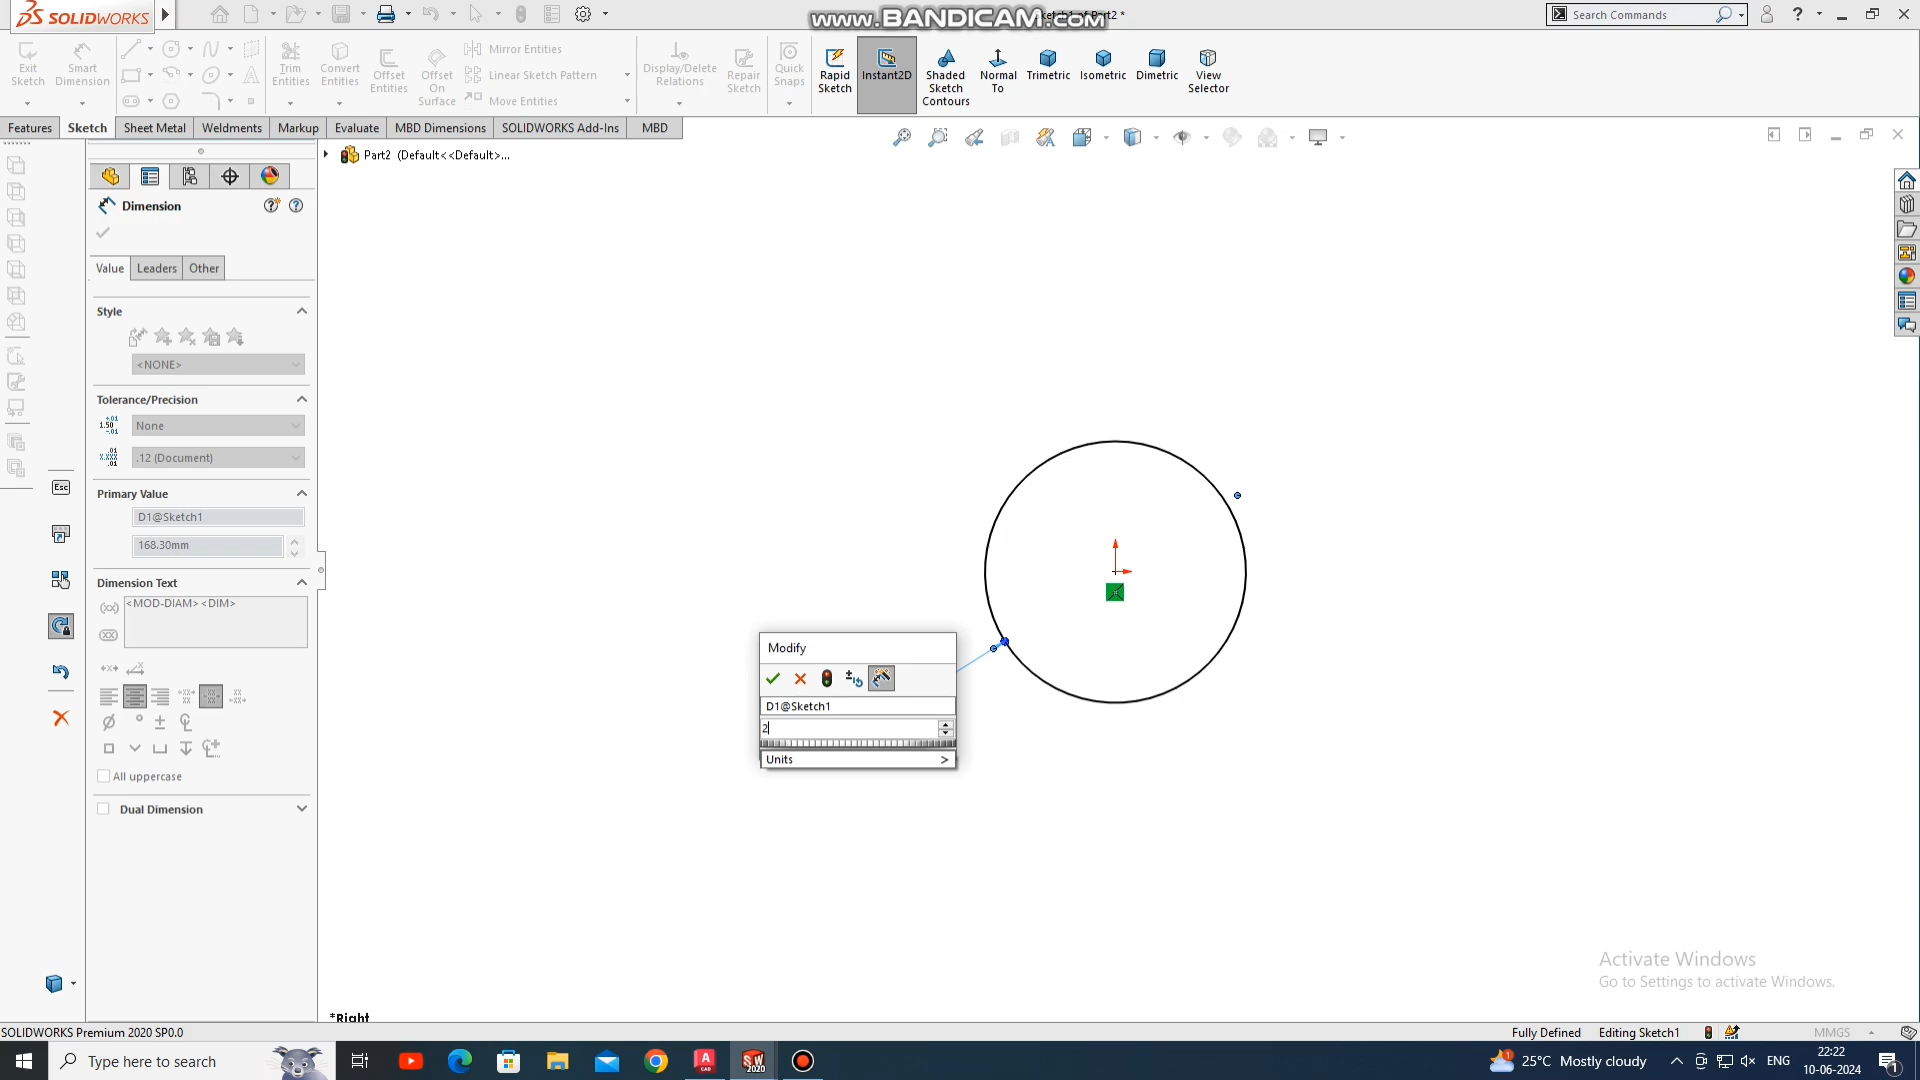 SOLIDWORKS
www.BANDICAM.com
Sketch1 of Part2 *
Search Commands
Exit Sketch
Smart Dimension
Trim Entities
Convert Entities
Offset Entities
Offset On Surface
Mirror Entities
Linear Sketch Pattern
Move Entities
Display/Delete Relations
Repair Sketch
Quick Snaps
Rapid Sketch
Instant2D
Shaded Sketch Contours
Normal To
Trimetric
Isometric
Dimetric
View Selector
Features Sketch Sheet Metal Weldments Markup Evaluate MBD Dimensions SOLIDWORKS Add-Ins MBD
Part2 (Default<<Default>...
Dimension
Value Leaders Other
Style
<NONE>
Tolerance/Precision
None
.12 (Document)
Primary Value
D1@Sketch1
168.30mm
Dimension Text
<MOD-DIAM><DIM>
All uppercase
Dual Dimension
Esc
Modify
D1@Sketch1
2
Units >
*Right
Activate Windows
Go to Settings to activate Windows.
SOLIDWORKS Premium 2020 SP0.0
Fully Defined Editing Sketch1 MMGS
Type here to search
25°C Mostly cloudy
ENG
22:22
10-06-2024